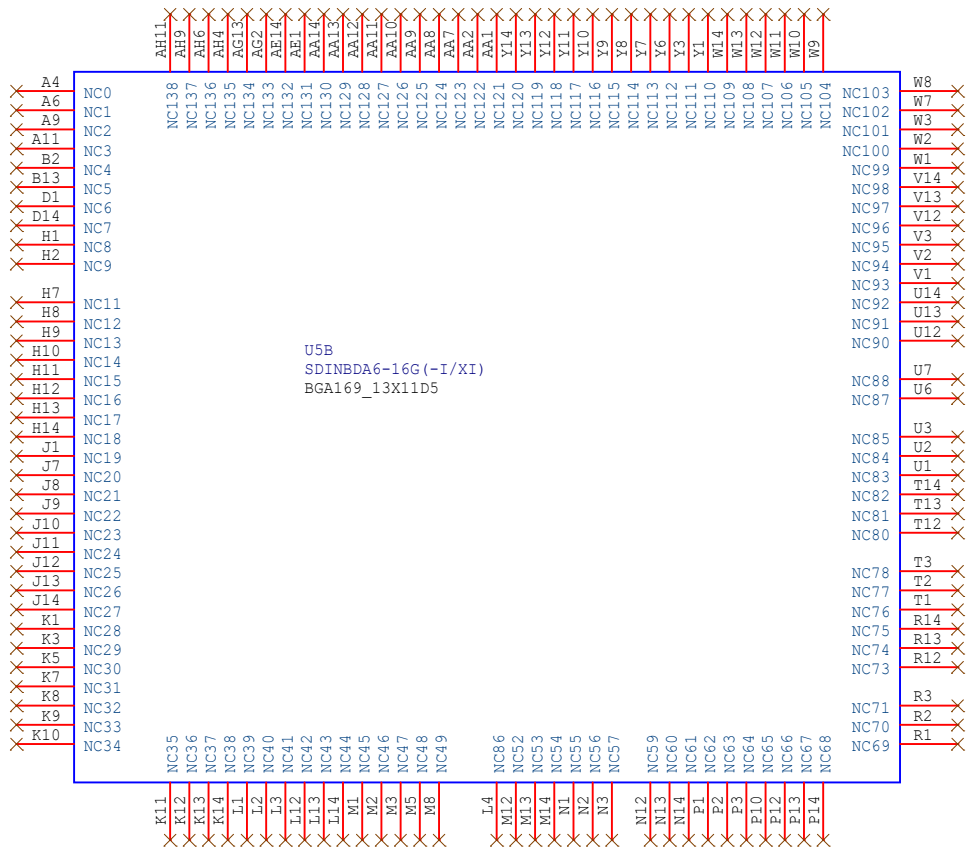 AH11
AH9
AH6
AH4
AG13
AG2
AE14
AE1
AA14
AA13
AA12
AA11
AA10
AA9
AA8
AA7
AA2
AA1
Y14
Y13
Y12
Y11
Y10
Y9
Y8
Y7
Y6
Y3
Y1
W14
W13
W12
W11
W10
W9
NC138
NC137
NC136
NC135
NC134
NC133
NC132
NC131
NC130
NC129
NC128
NC127
NC126
NC125
NC124
NC123
NC122
NC121
NC120
NC119
NC118
NC117
NC116
NC115
NC114
NC113
NC112
NC111
NC110
NC109
NC108
NC107
NC106
NC105
NC104
A4 NC0
A6 NC1
A9 NC2
A11 NC3
B2 NC4
B13 NC5
D1 NC6
D14 NC7
H1 NC8
H2 NC9
H7 NC11
H8 NC12
H9 NC13
H10 NC14
H11 NC15
H12 NC16
H13 NC17
H14 NC18
J1 NC19
J7 NC20
J8 NC21
J9 NC22
J10 NC23
J11 NC24
J12 NC25
J13 NC26
J14 NC27
K1 NC28
K3 NC29
K5 NC30
K7 NC31
K8 NC32
K9 NC33
K10 NC34
U5B
SDINBDA6-16G(-I/XI)
BGA169_13X11D5
NC103 W8
NC102 W7
NC101 W3
NC100 W2
NC99 W1
NC98 V14
NC97 V13
NC96 V12
NC95 V3
NC94 V2
NC93 V1
NC92 U14
NC91 U13
NC90 U12
NC88 U7
NC87 U6
NC85 U3
NC84 U2
NC83 U1
NC82 T14
NC81 T13
NC80 T12
NC78 T3
NC77 T2
NC76 T1
NC75 R14
NC74 R13
NC73 R12
NC71 R3
NC70 R2
NC69 R1
NC35
NC36
NC37
NC38
NC39
NC40
NC41
NC42
NC43
NC44
NC45
NC46
NC47
NC48
NC49
NC86
NC52
NC53
NC54
NC55
NC56
NC57
NC59
NC60
NC61
NC62
NC63
NC64
NC65
NC66
NC67
NC68
K11
K12
K13
K14
L1
L2
L3
L12
L13
L14
M1
M2
M3
M5
M8
L4
M12
M13
M14
N1
N2
N3
N12
N13
N14
P1
P2
P3
P10
P12
P13
P14